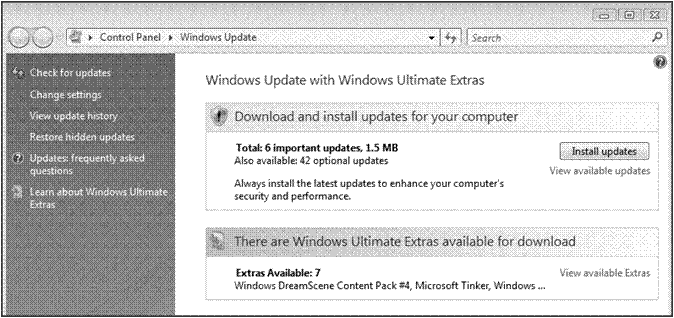 Control Panel Windows Update Search
Check for updates
Change settings
View update history
Restore hidden updates
Updates: frequently asked
questions
Learn about Windows Ultimate
Extras
Windows Update with Windows Ultimate Extras
Download and install updates for your computer
Total: 6 important updates, 1.5 MB
Also available: 42 optional updates
Install updates
View available updates
Always install the latest updates to enhance your computer's
security and performance.
There are Windows Ultimate Extras available for download
Extras Available: 7
View available Extras
Windows DreamScene Content Pack #4, Microsoft Tinker, Windows ...